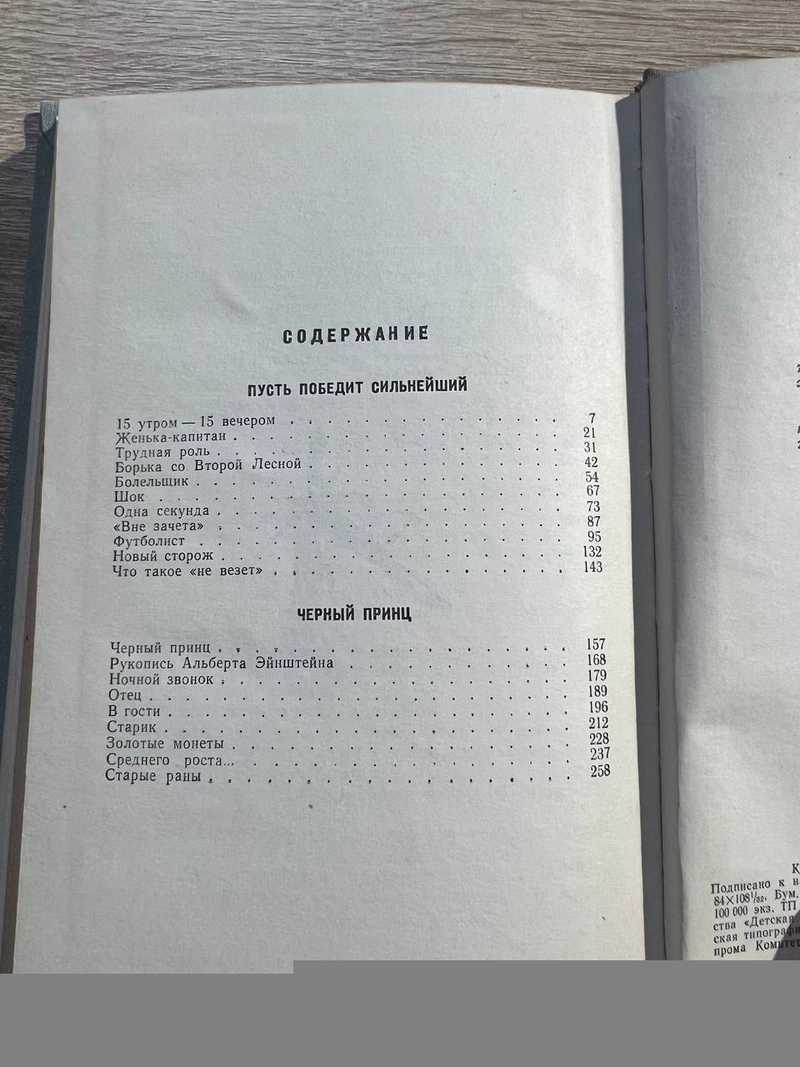 СОДЕРЖАНИЕ
ПУСТЬ ПОБЕДИТ СИЛЬНЕЙШИЙ
15 утром — 15 вечером . . . . . . . . . . . . . . 7
Женька-капитан . . . . . . . . . . . . . . 21
Трудная роль . . . . . . . . . . . . . . 31
Борька со Второй Лесной . . . . . . . . . . . . . . 42
Болельщик . . . . . . . . . . . . . . 54
Шок . . . . . . . . . . . . . . 67
Одна секунда . . . . . . . . . . . . . . 73
«Вне зачета» . . . . . . . . . . . . . . 87
Футболист . . . . . . . . . . . . . . 95
Новый сторож . . . . . . . . . . . . . . 132
Что такое «не везет» . . . . . . . . . . . . . . 143
ЧЕРНЫЙ ПРИНЦ
Черный принц . . . . . . . . . . . . . . 157
Рукопись Альберта Эйнштейна . . . . . . . . . . 168
Ночной звонок . . . . . . . . . . . . . . 179
Отец . . . . . . . . . . . . . . 189
В гости . . . . . . . . . . . . . . 196
Старик . . . . . . . . . . . . . . 212
Золотые монеты . . . . . . . . . . . . . . 228
Среднего роста... . . . . . . . . . . . . . . 237
Старые раны . . . . . . . . . . . . . . 258
К
Подписано к н
84×108¹/₃₂. Бум.
100 000 экз. ТП
ства «Детская
ская типографи
прома Комитет